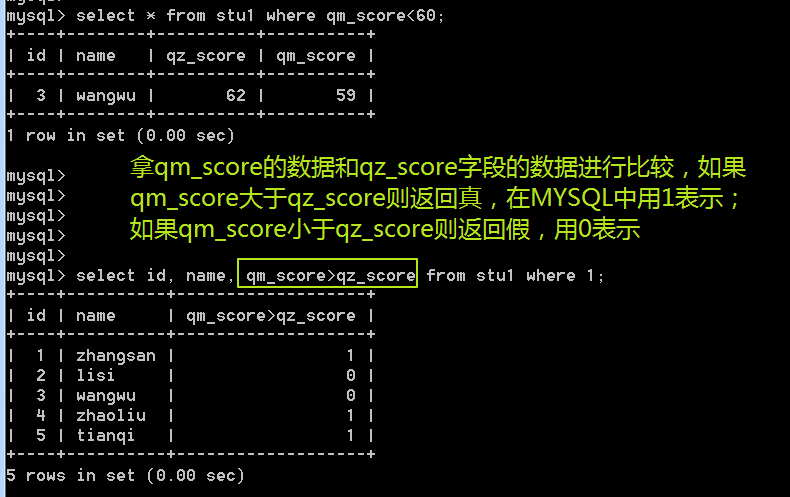 mysql> select * from stu1 where qm_score<60;
+----+--------+----------+----------+
| id | name   | qz_score | qm_score |
+----+--------+----------+----------+
|  3 | wangwu |       62 |       59 |
+----+--------+----------+----------+
1 row in set (0.00 sec)
拿qm_score的数据和qz_score字段的数据进行比较，如果
mysql>
qm_score大于qz_score则返回真，在MYSQL中用1表示；
mysql>
mysql>
如果qm_score小于qz_score则返回假，用0表示
mysql>
mysql>
mysql> select id, name, qm_score>qz_score from stu1 where 1;
+----+----------+-------------------+
| id | name     | qm_score>qz_score |
+----+----------+-------------------+
|  1 | zhangsan |                 1 |
|  2 | lisi     |                 0 |
|  3 | wangwu   |                 0 |
|  4 | zhaoliu  |                 1 |
|  5 | tianqi   |                 1 |
+----+----------+-------------------+
5 rows in set (0.00 sec)